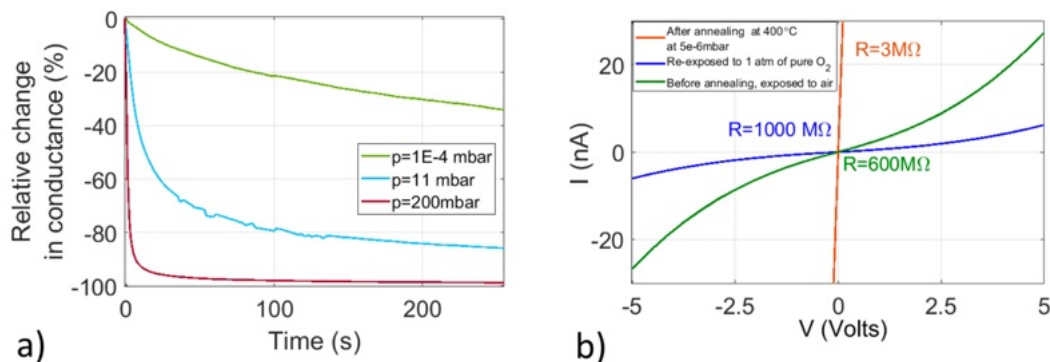 Relative change
in conductance (%)
0
-20
-40
-60
-80
-100
p=1E-4 mbar
p=11 mbar
p=200mbar
0
100
200
Time (s)
a)
I (nA)
20
0
-20
After annealing at 400°C
at 5e-6mbar
Re-exposed to 1 atm of pure O₂
Before annealing, exposed to air
R=3MΩ
R=1000 MΩ
R=600MΩ
-5
-2.5
0
2.5
5
V (Volts)
b)